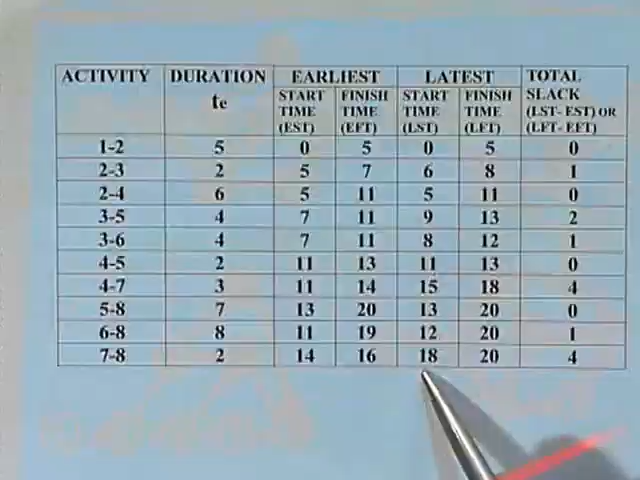 ACTIVITY DURATION te EARLIEST LATEST TOTAL SLACK (LST- EST) OR (LFT- EFT)
START TIME (EST) FINISH TIME (EFT) START TIME (LST) FINISH TIME (LFT)
1-2 5 0 5 0 5 0
2-3 2 5 7 6 8 1
2-4 6 5 11 5 11 0
3-5 4 7 11 9 13 2
3-6 4 7 11 8 12 1
4-5 2 11 13 11 13 0
4-7 3 11 14 15 18 4
5-8 7 13 20 13 20 0
6-8 8 11 19 12 20 1
7-8 2 14 16 18 20 4